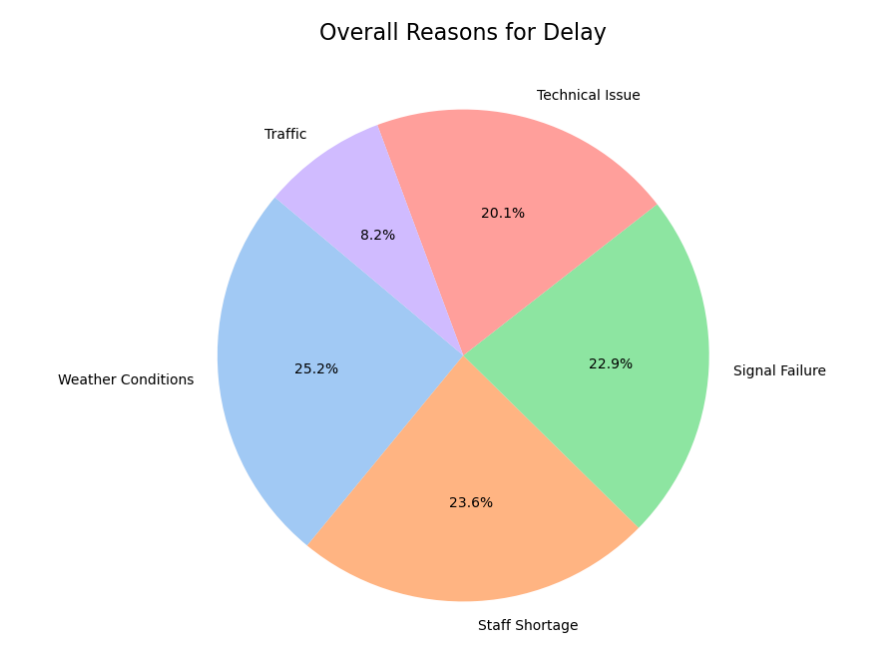 Overall Reasons for Delay
Technical Issue
Traffic
20.1%
8.2%
22.9%
Signal Failure
25.2%
Weather Conditions
23.6%
Staff Shortage